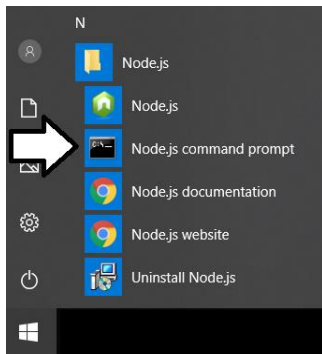 N
Node.js
Node.js
Node.js command prompt
Node.js documentation
Node.js website
Uninstall Node.js